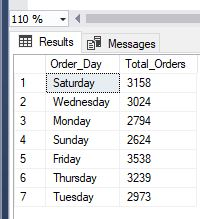 110 %
Results Messages
Order_Day Total_Orders
1 Saturday 3158
2 Wednesday 3024
3 Monday 2794
4 Sunday 2624
5 Friday 3538
6 Thursday 3239
7 Tuesday 2973